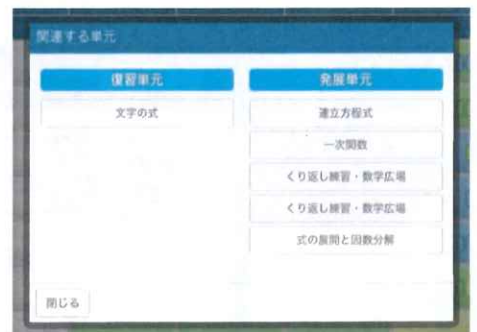 関連する単元
復習単元
文字の式
発展単元
連立方程式
一次関数
くり返し練習・数学広場
くり返し練習・数学広場
式の展開と因数分解
閉じる